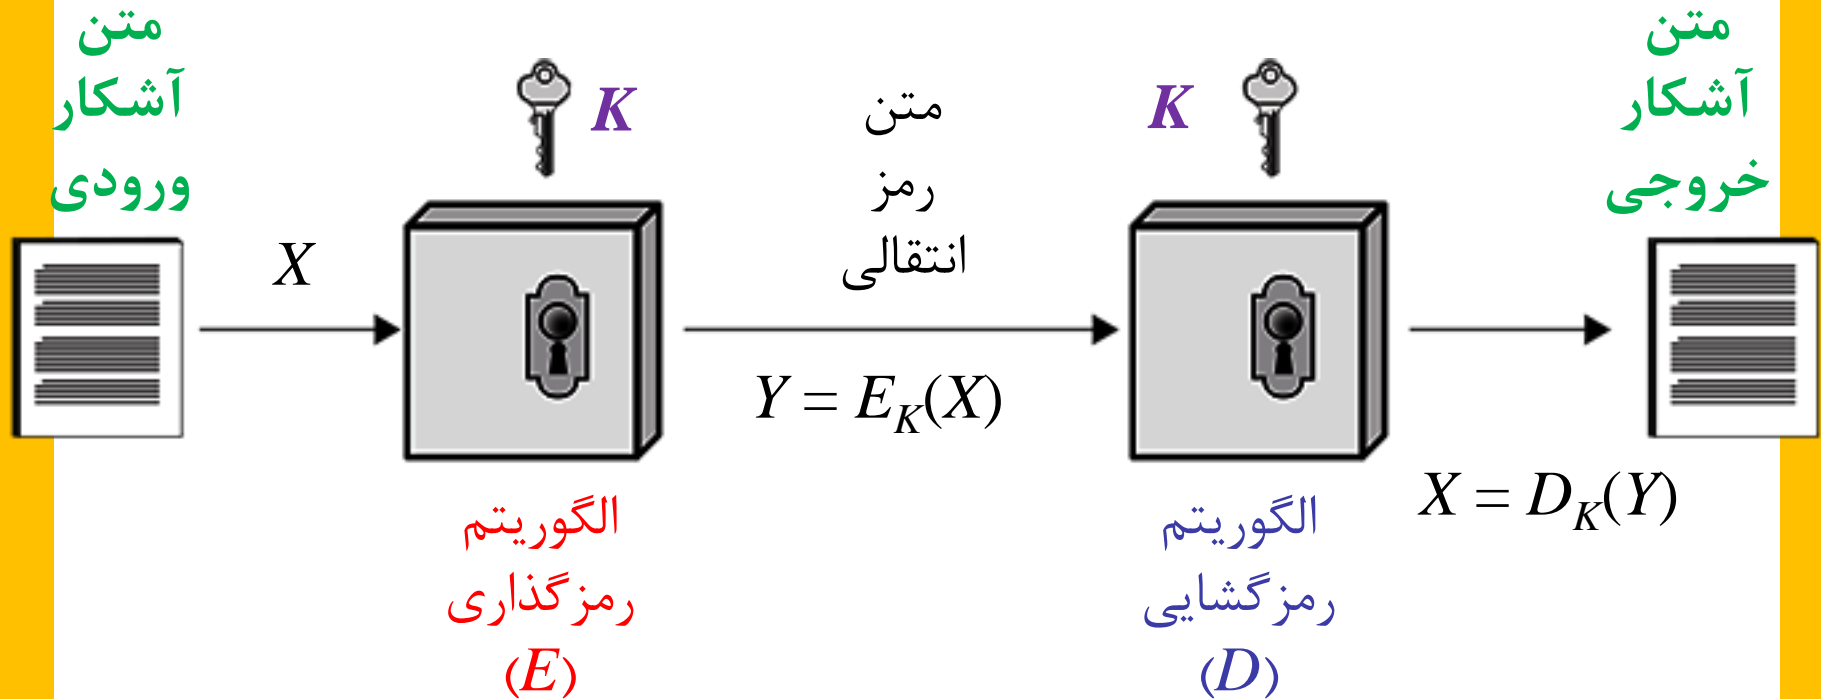 متن
آشکار
ورودی
X
K
متن
رمز
انتقالی
Y = E_K(X)
K
متن
آشکار
خروجی
X = D_K(Y)
الگوریتم
رمزگذاری
(E)
الگوریتم
رمزگشایی
(D)